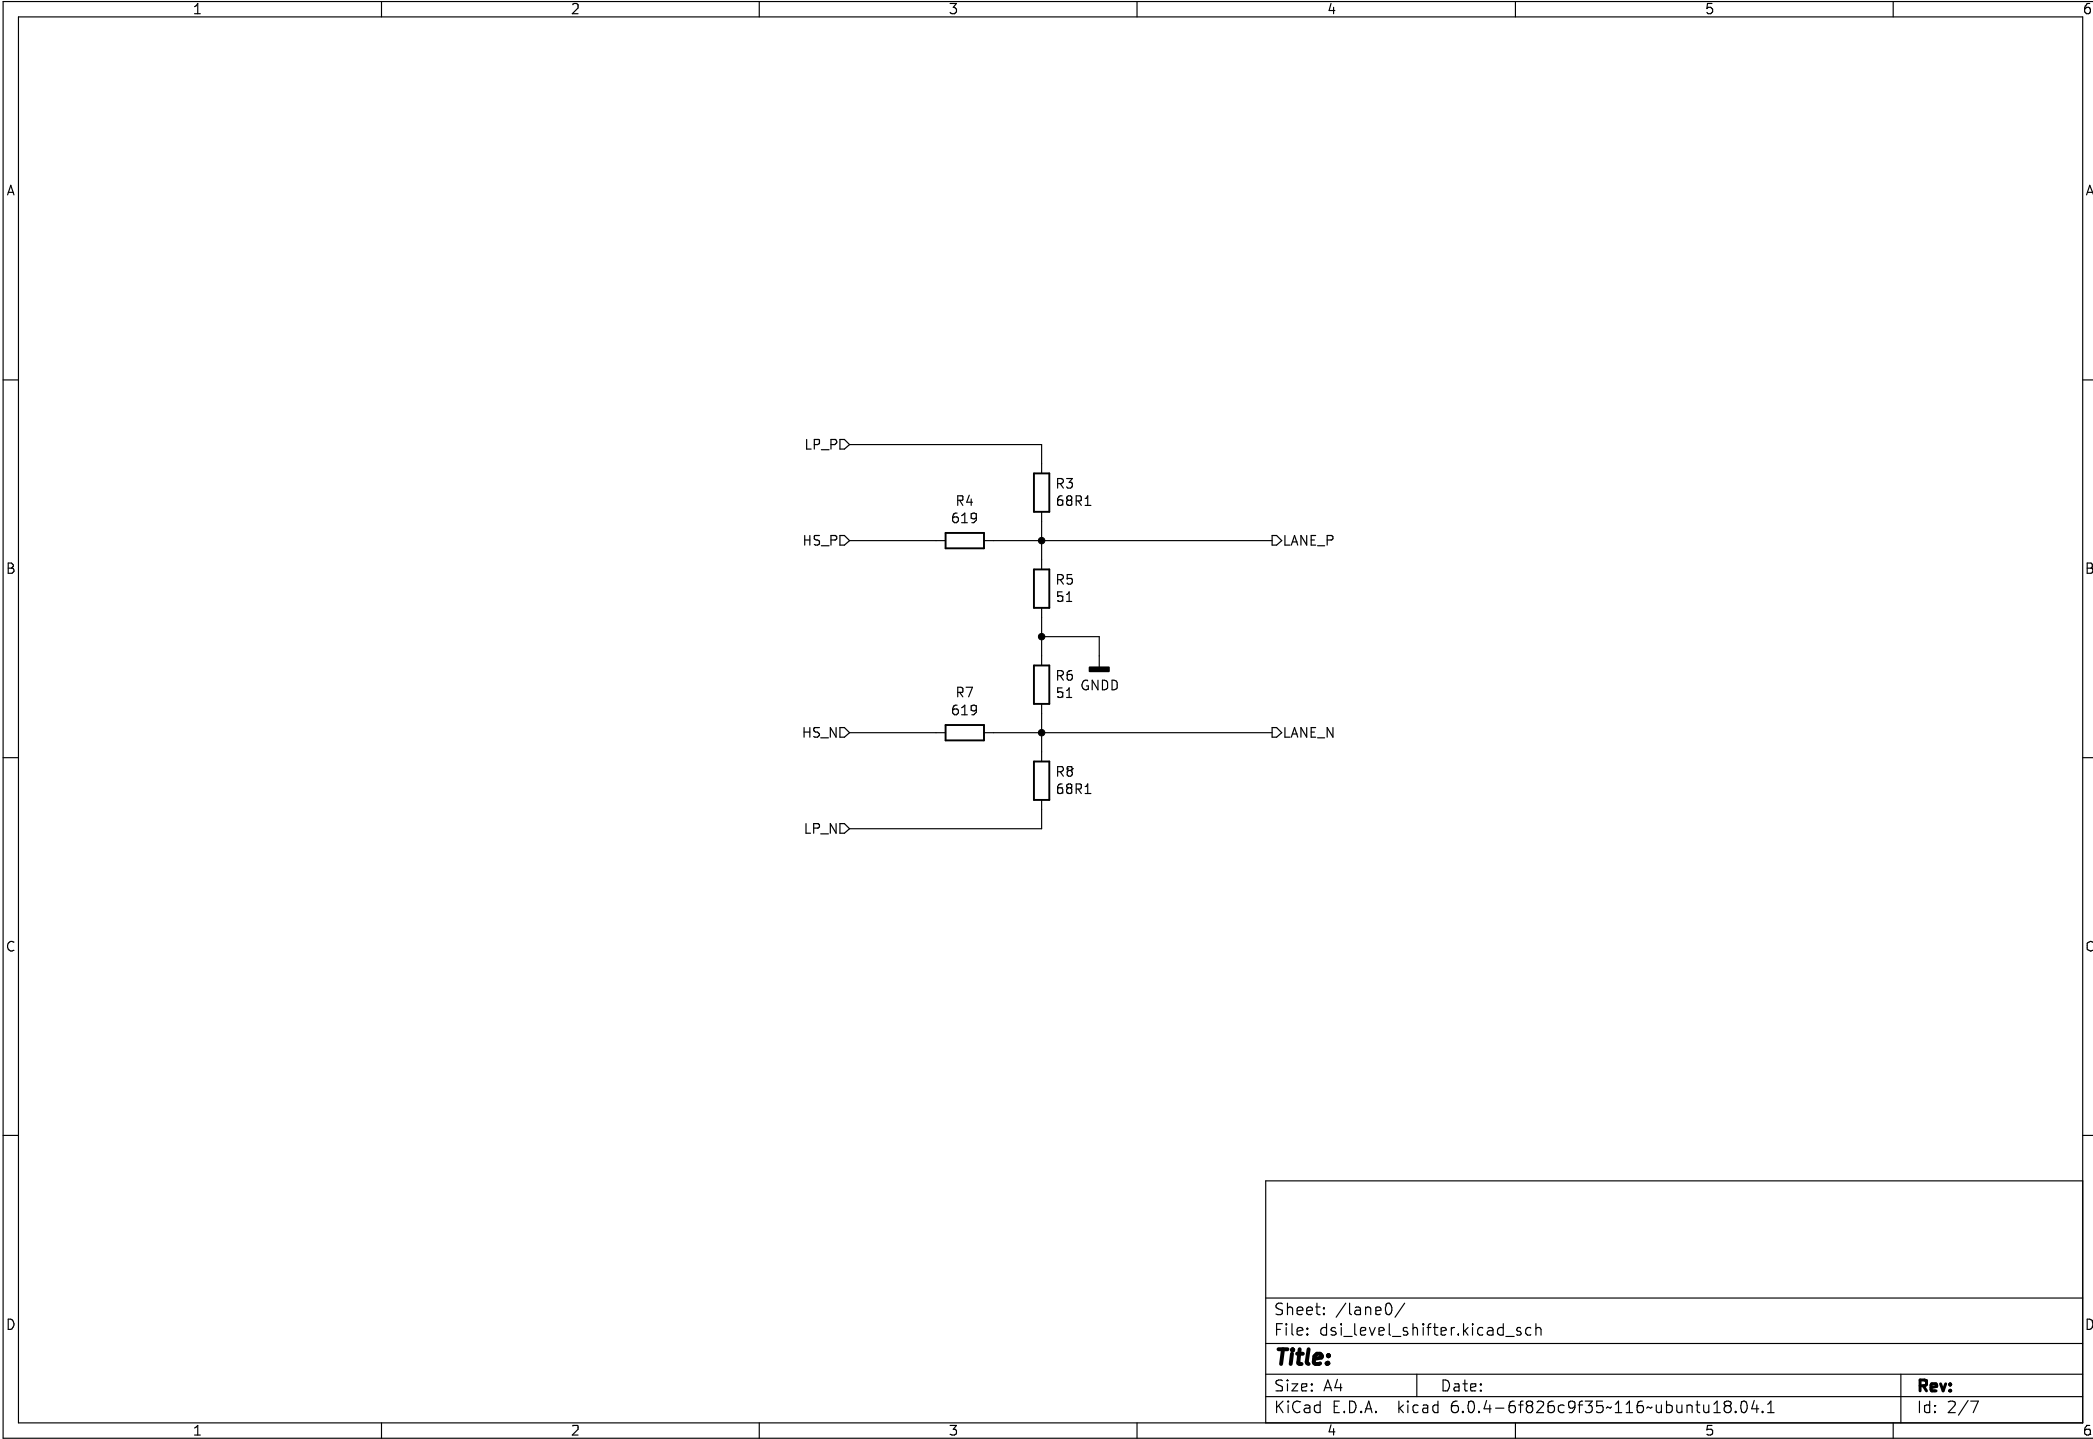 1 2 3 4 5 6
A A
LP_P
R3
68R1
R4
619
HS_P LANE_P
B B
R5
51
R6
51 GNDD
R7
619
HS_N LANE_N
R8
68R1
LP_N
C C
Sheet: /lane0/
File: dsi_level_shifter.kicad_sch
D D
Title:
Size: A4 Date: Rev:
KiCad E.D.A. kicad 6.0.4-6f826c9f35~116~ubuntu18.04.1 Id: 2/7
1 2 3 4 5 6